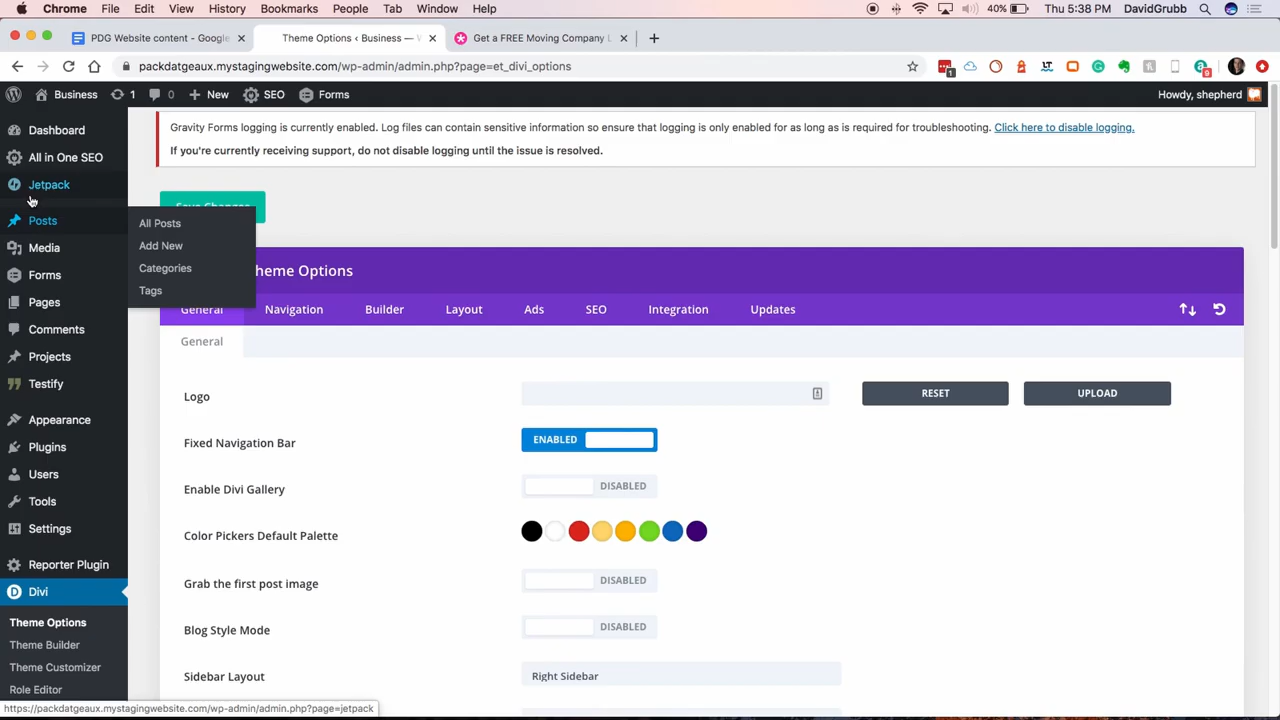 Chrome File Edit View History Bookmarks People Tab Window Help 40% Thu 5:38 PM DavidGrubb
PDG Website content - Google
Theme Options ‹ Business — W
Get a FREE Moving Company L
packdatgeaux.mystagingwebsite.com/wp-admin/admin.php?page=et_divi_options
Business 1 0 New SEO Forms Howdy, shepherd
Gravity Forms logging is currently enabled. Log files can contain sensitive information so ensure that logging is only enabled for as long as is required for troubleshooting. Click here to disable logging.
If you're currently receiving support, do not disable logging until the issue is resolved.
Dashboard
All in One SEO
Jetpack
Posts
Media
Forms
Pages
Comments
Projects
Testify
Appearance
Plugins
Users
Tools
Settings
Reporter Plugin
Divi
Theme Options
Theme Builder
Theme Customizer
Role Editor
All Posts
Add New
Categories
Tags
Save Changes
heme Options
General Navigation Builder Layout Ads SEO Integration Updates
General
Logo RESET UPLOAD
Fixed Navigation Bar ENABLED
Enable Divi Gallery DISABLED
Color Pickers Default Palette
Grab the first post image DISABLED
Blog Style Mode DISABLED
Sidebar Layout Right Sidebar
https://packdatgeaux.mystagingwebsite.com/wp-admin/admin.php?page=jetpack